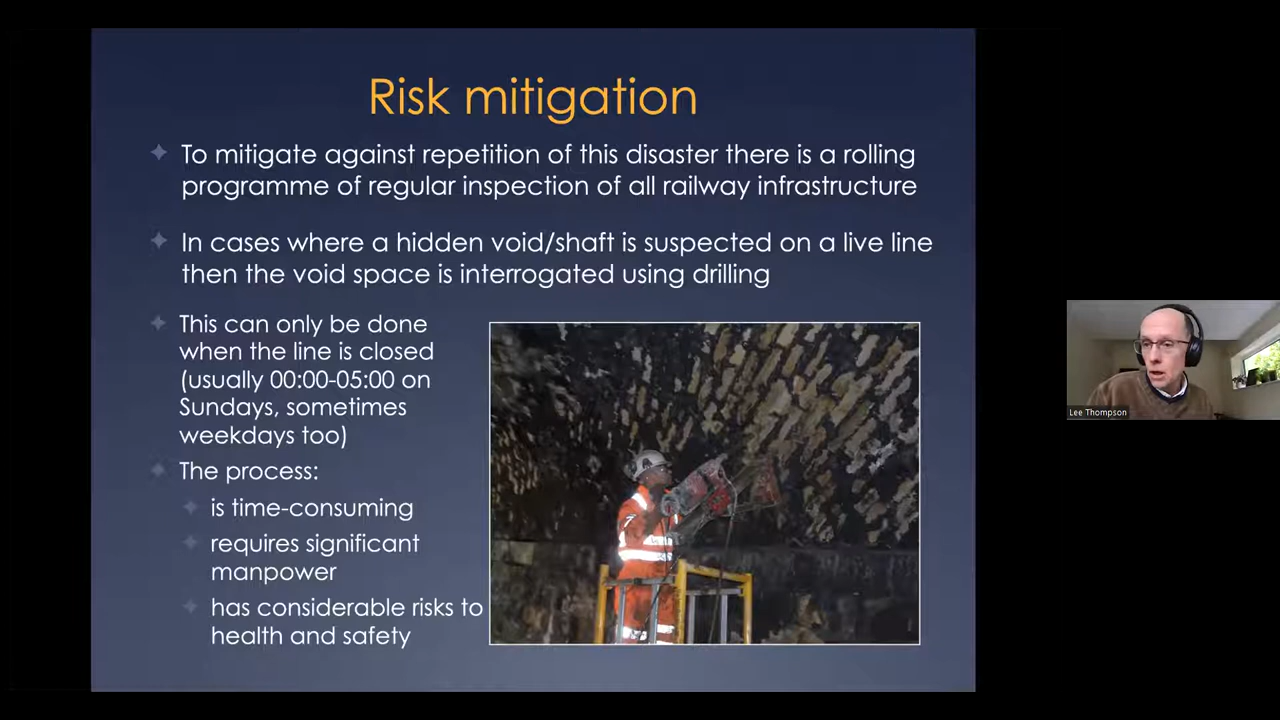 Risk mitigation
To mitigate against repetition of this disaster there is a rolling
programme of regular inspection of all railway infrastructure
In cases where a hidden void/shaft is suspected on a live line
then the void space is interrogated using drilling
This can only be done
when the line is closed
(usually 00:00-05:00 on
Sundays, sometimes
weekdays too)
The process:
is time-consuming
requires significant
manpower
has considerable risks to
health and safety
Lee Thompson